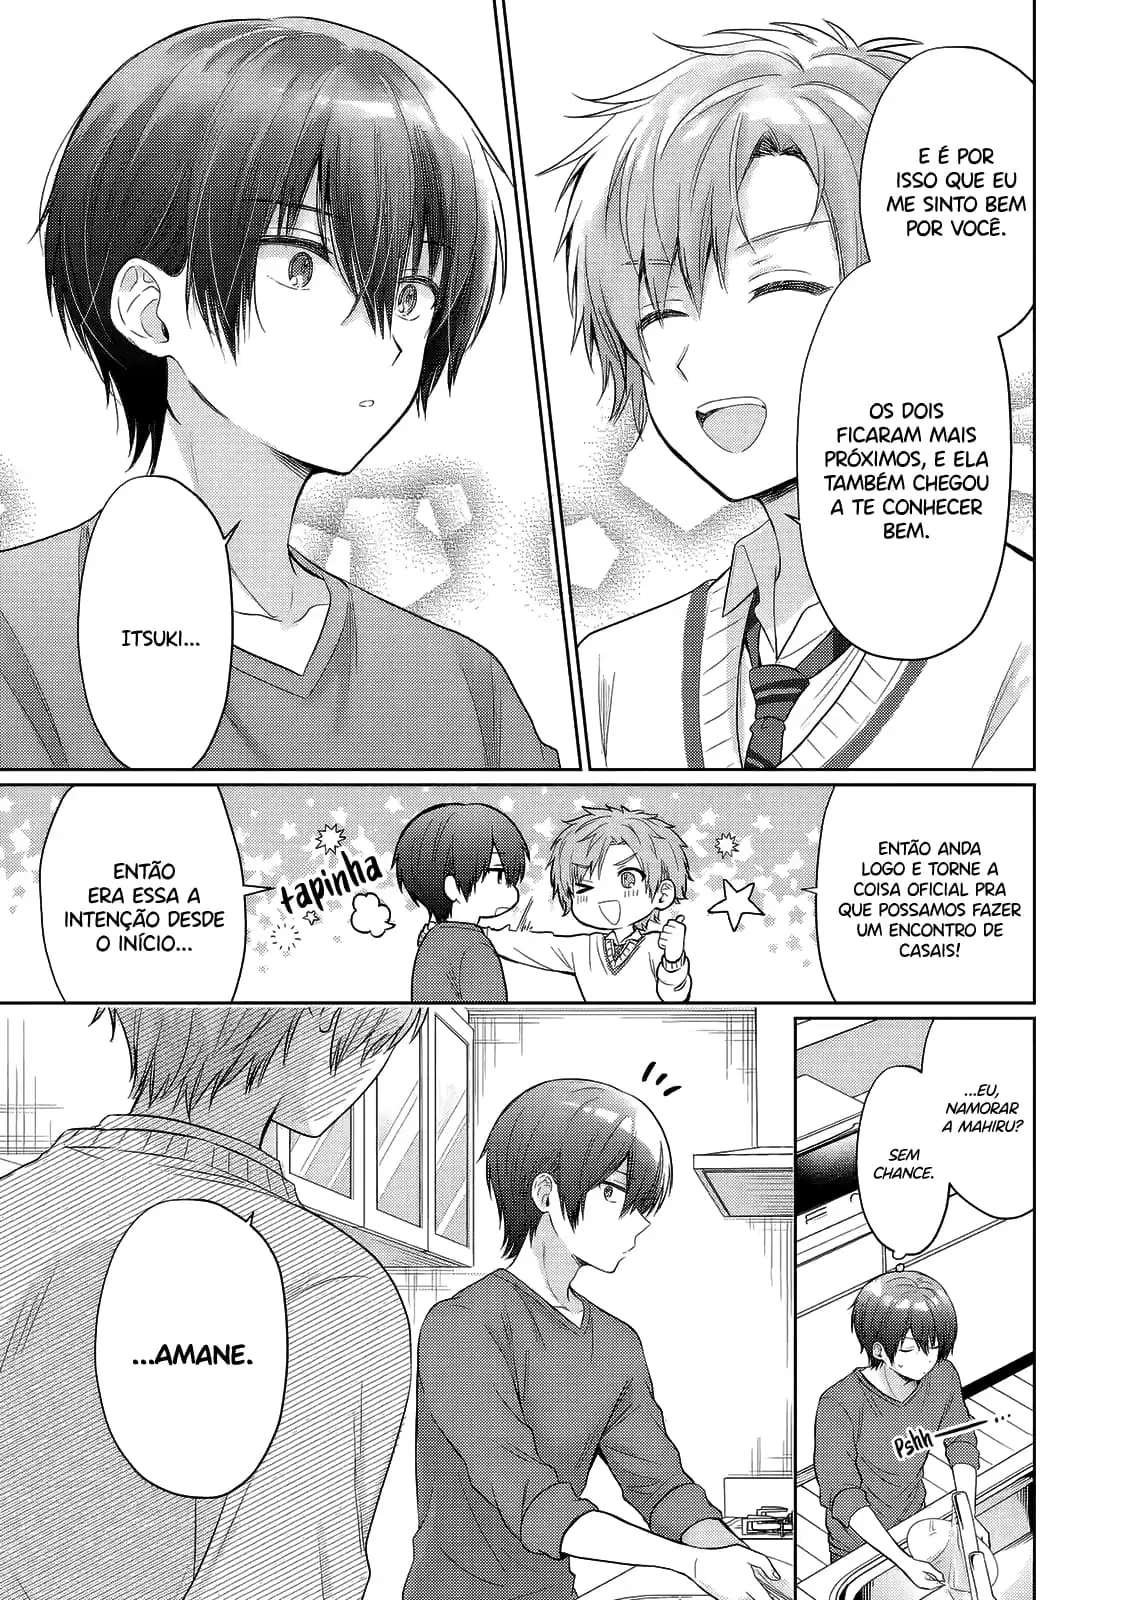 E É POR
ISSO QUE EU
ME SINTO BEM
POR VOCÊ.
OS DOIS
FICARAM MAIS
PRÓXIMOS, E ELA
TAMBÉM CHEGOU
A TE CONHECER
BEM.
ITSUKI...
ENTÃO ANDA
LOGO E TORNE A
COISA OFICIAL PRA
QUE POSSAMOS FAZER
UM ENCONTRO DE
CASAIS!
tapinha
ENTÃO
ERA ESSA A
INTENÇÃO DESDE
O INÍCIO...
...EU,
NAMORAR
A MAHIRU?
SEM
CHANCE.
Pshh
...AMANE.